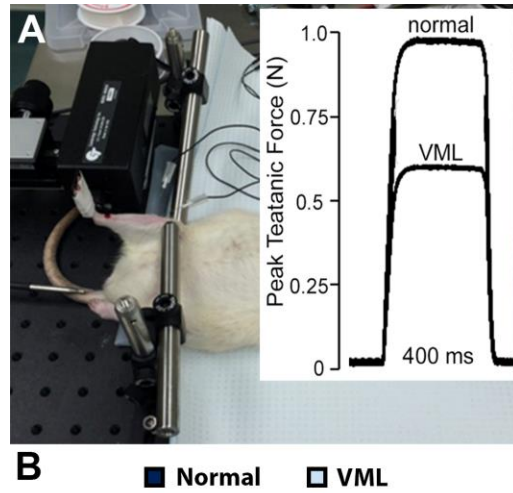 A
Peak Teatanic Force (N)
1.0
0.75
0.5
0.25
0
normal
VML
400 ms
B
Normal
VML